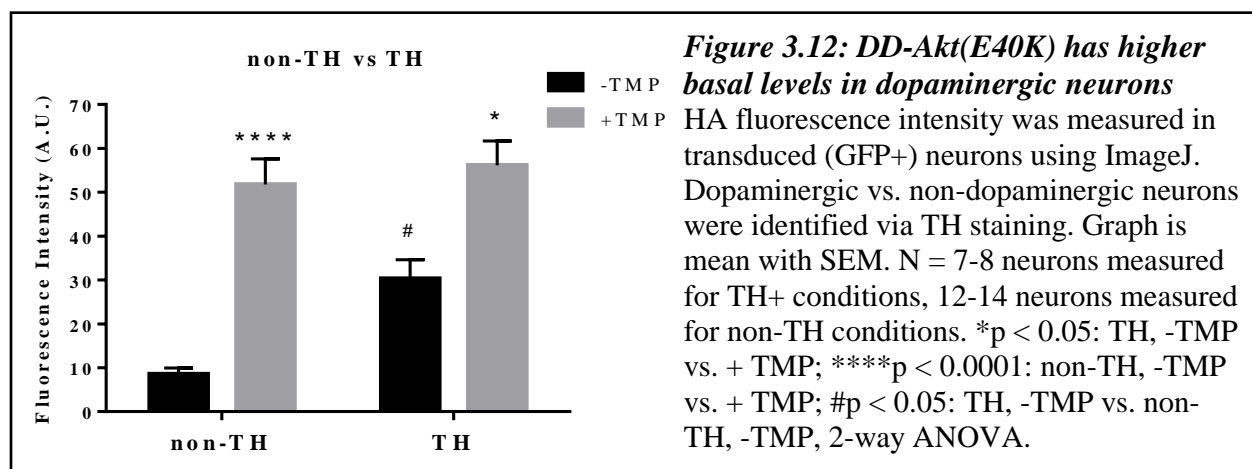 non-TH vs TH
-TMP
+TMP
Fluorescence Intensity (A.U.)
70
60
50
40
30
20
10
0
****
*
#
non-TH
TH
Figure 3.12: DD-Akt(E40K) has higher
basal levels in dopaminergic neurons
HA fluorescence intensity was measured in
transduced (GFP+) neurons using ImageJ.
Dopaminergic vs. non-dopaminergic neurons
were identified via TH staining. Graph is
mean with SEM. N = 7-8 neurons measured
for TH+ conditions, 12-14 neurons measured
for non-TH conditions. *p < 0.05: TH, -TMP
vs. + TMP; ****p < 0.0001: non-TH, -TMP
vs. + TMP; #p < 0.05: TH, -TMP vs. non-
TH, -TMP, 2-way ANOVA.